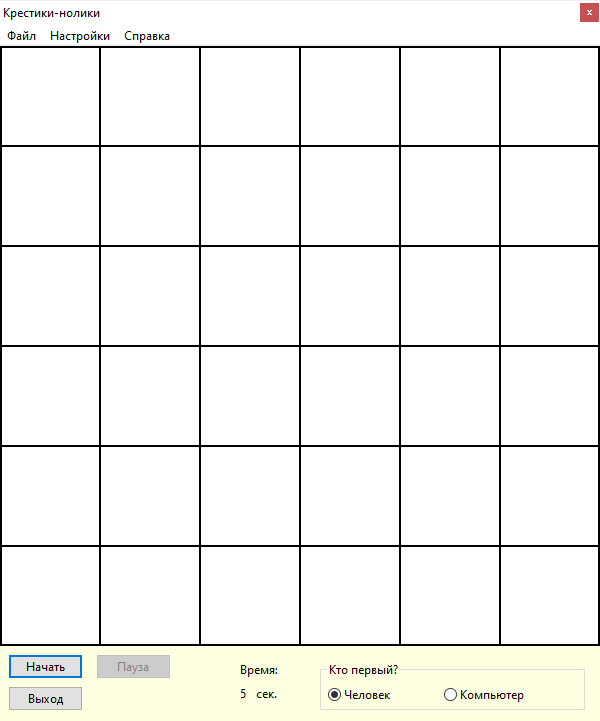 Крестики-нолики
x
Файл Настройки Справка
Начать Пауза Время: Кто первый?
Выход 5 сек. Человек Компьютер